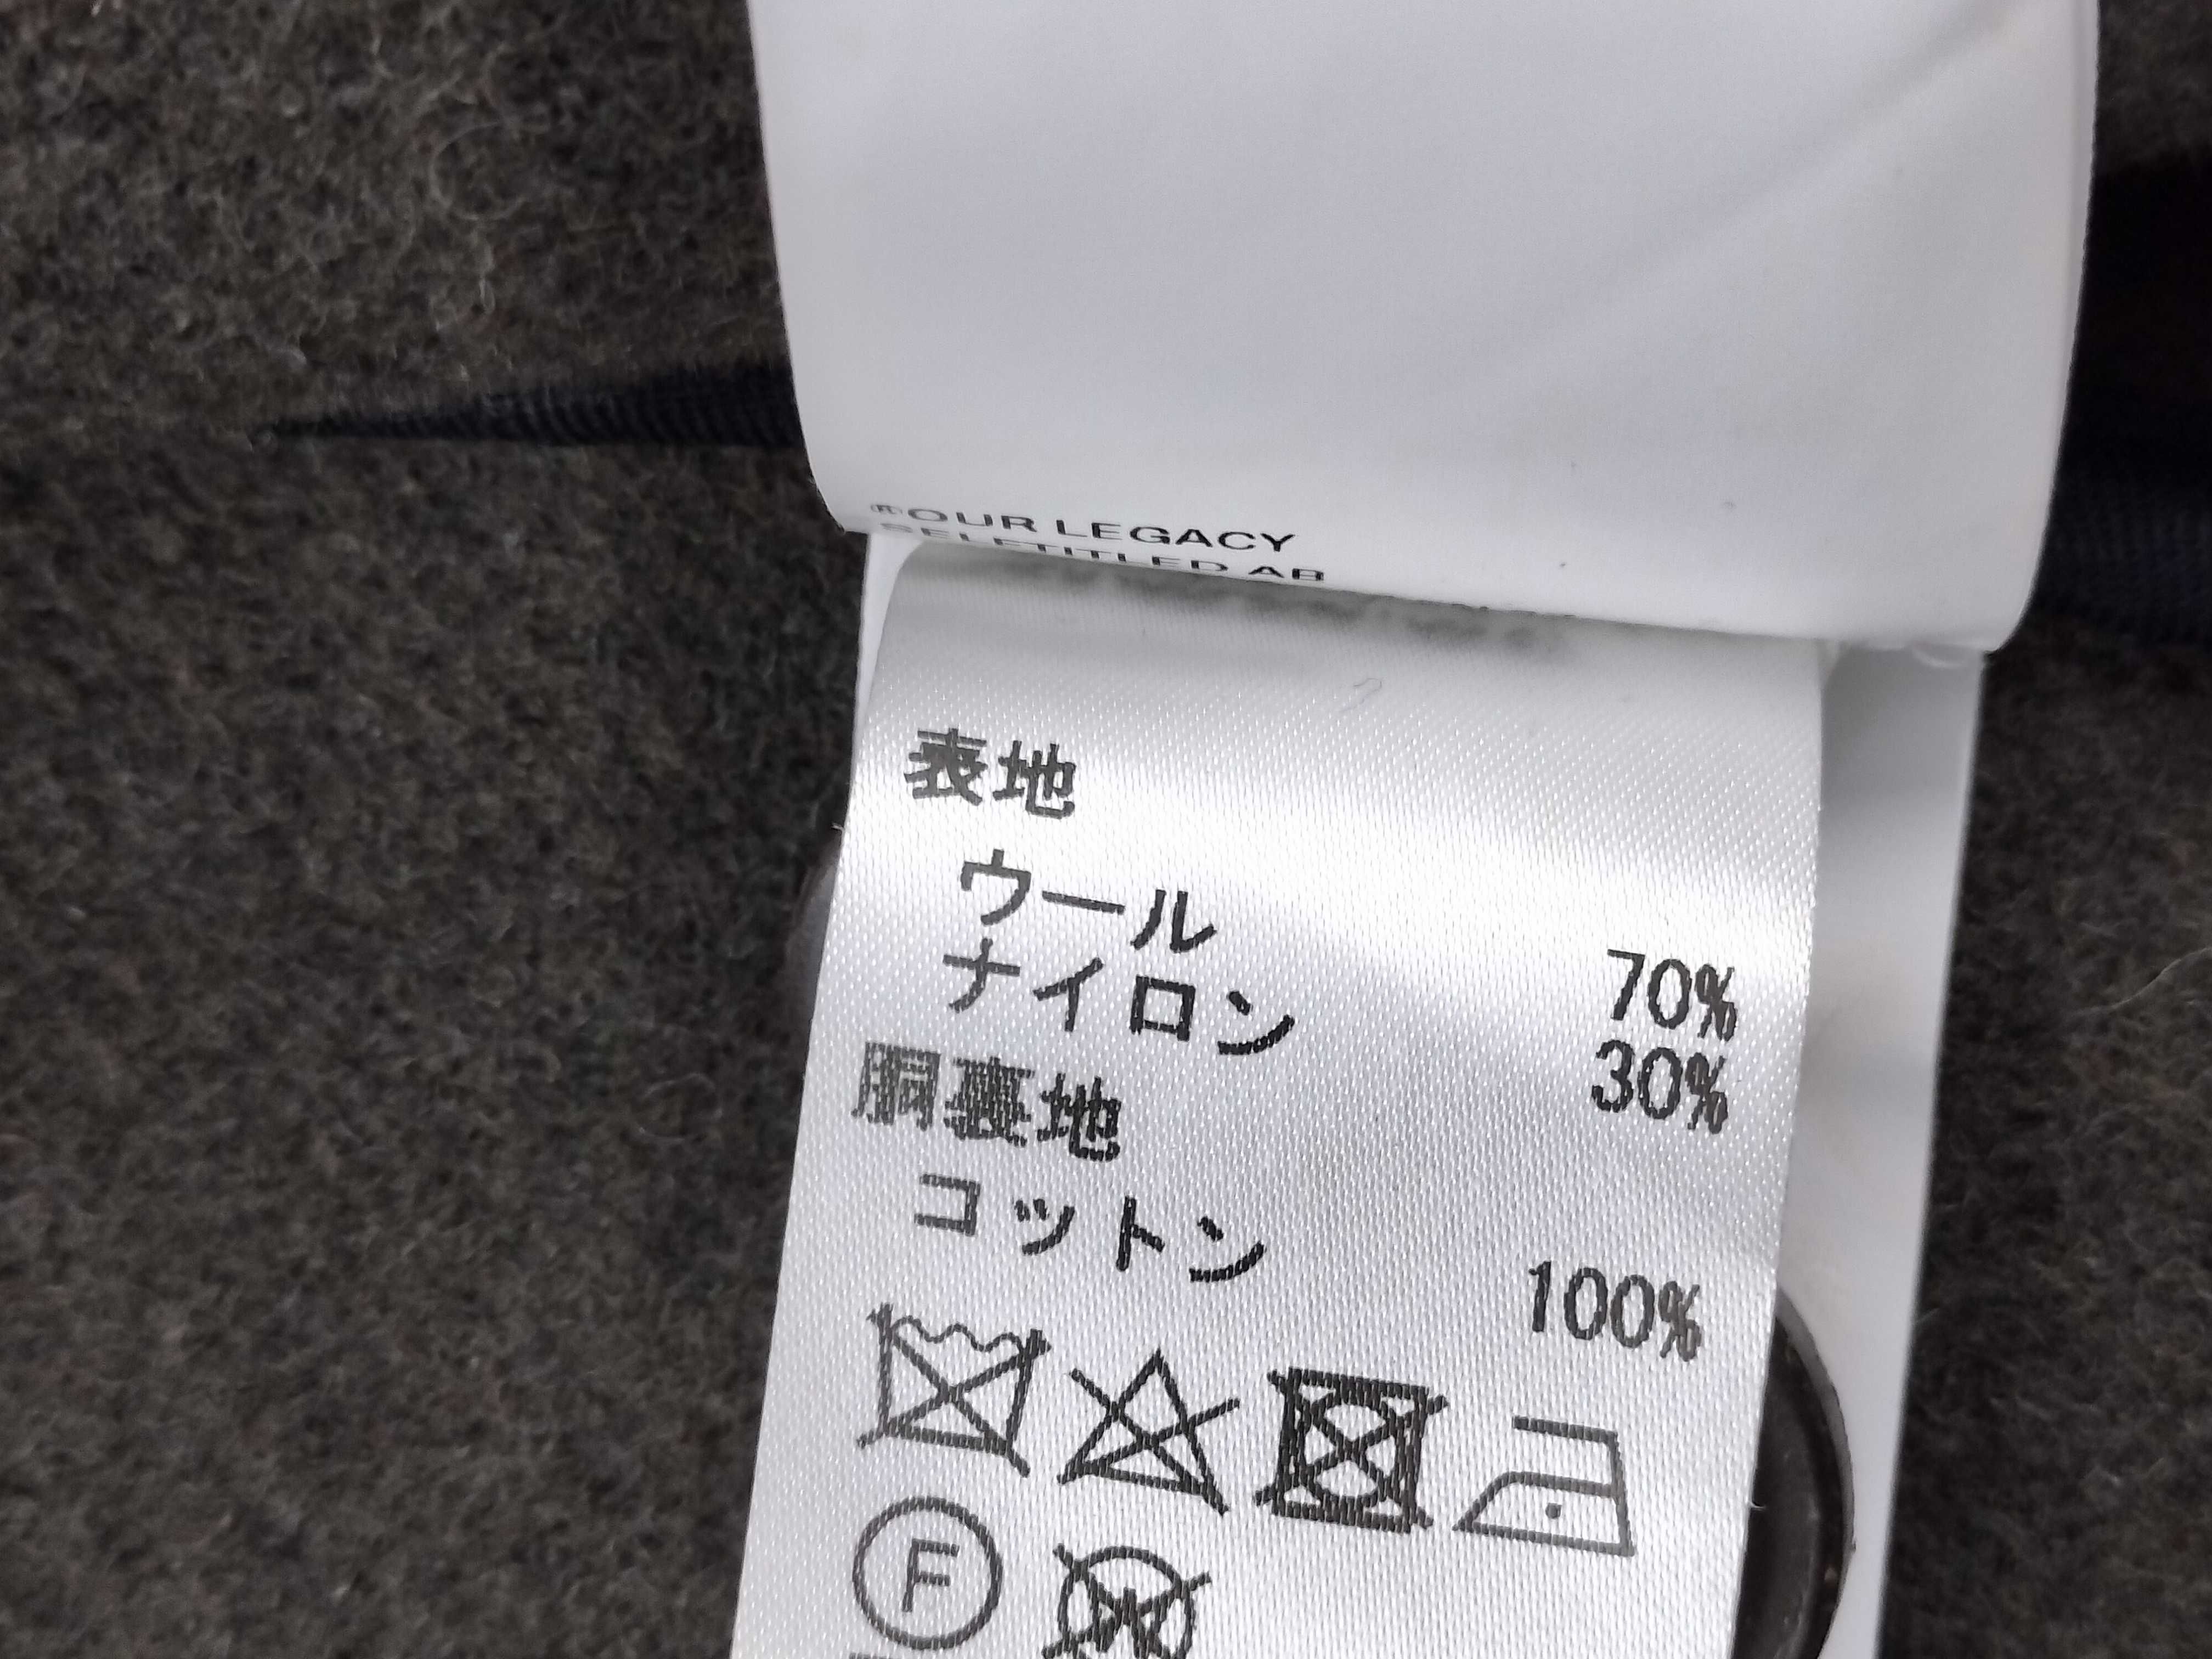 ®OUR LEGACY
SELFTITLED AB
表地
ウール 70%
ナイロン 30%
胴裏地
コットン 100%
F
W